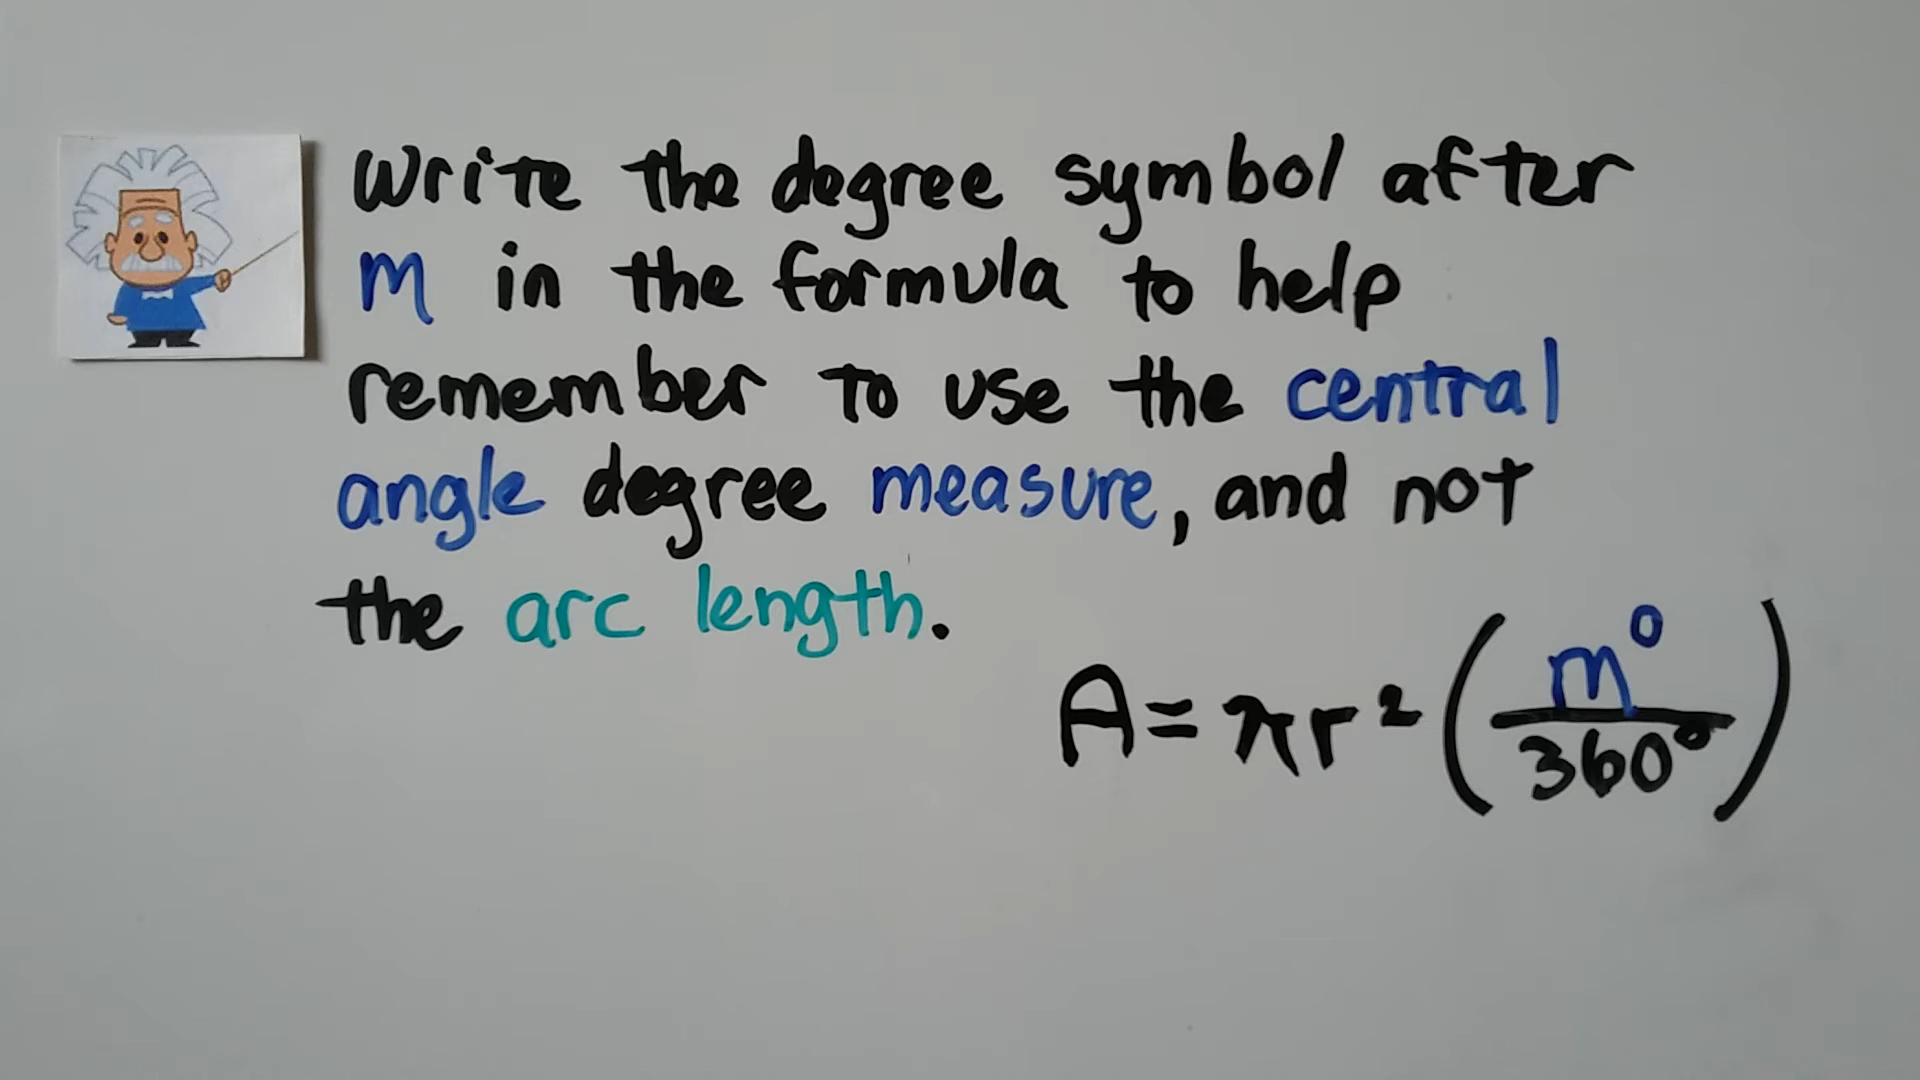 Write the degree symbol after
m in the formula to help
remember to use the central
angle degree measure, and not
the arc length.
A = πr² (m° / 360°)